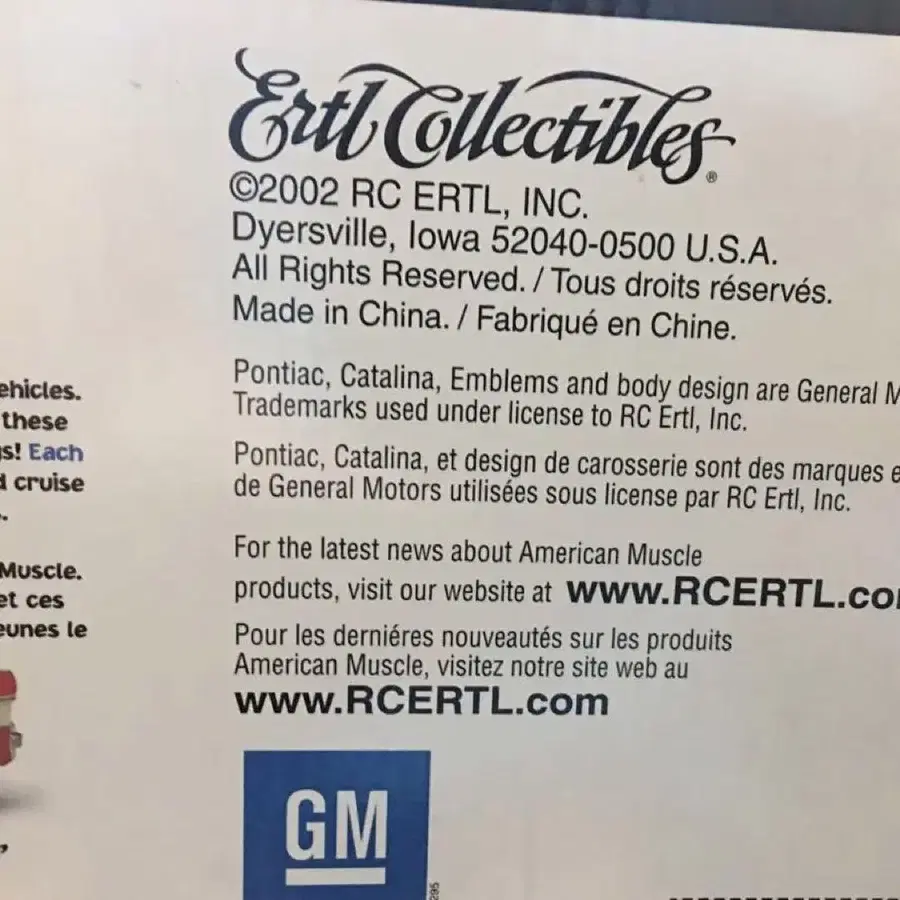 Ertl Collectibles®
©2002 RC ERTL, INC.
Dyersville, Iowa 52040-0500 U.S.A.
All Rights Reserved. / Tous droits réservés.
Made in China. / Fabriqué en Chine.
ehicles.
these
s! Each
d cruise
Muscle.
et ces
eunes le
Pontiac, Catalina, Emblems and body design are General M
Trademarks used under license to RC Ertl, Inc.
Pontiac, Catalina, et design de carosserie sont des marques e
de General Motors utilisées sous license par RC Ertl, Inc.
For the latest news about American Muscle
products, visit our website at www.RCERTL.co
Pour les derniéres nouveautés sur les produits
American Muscle, visitez notre site web au
www.RCERTL.com
GM